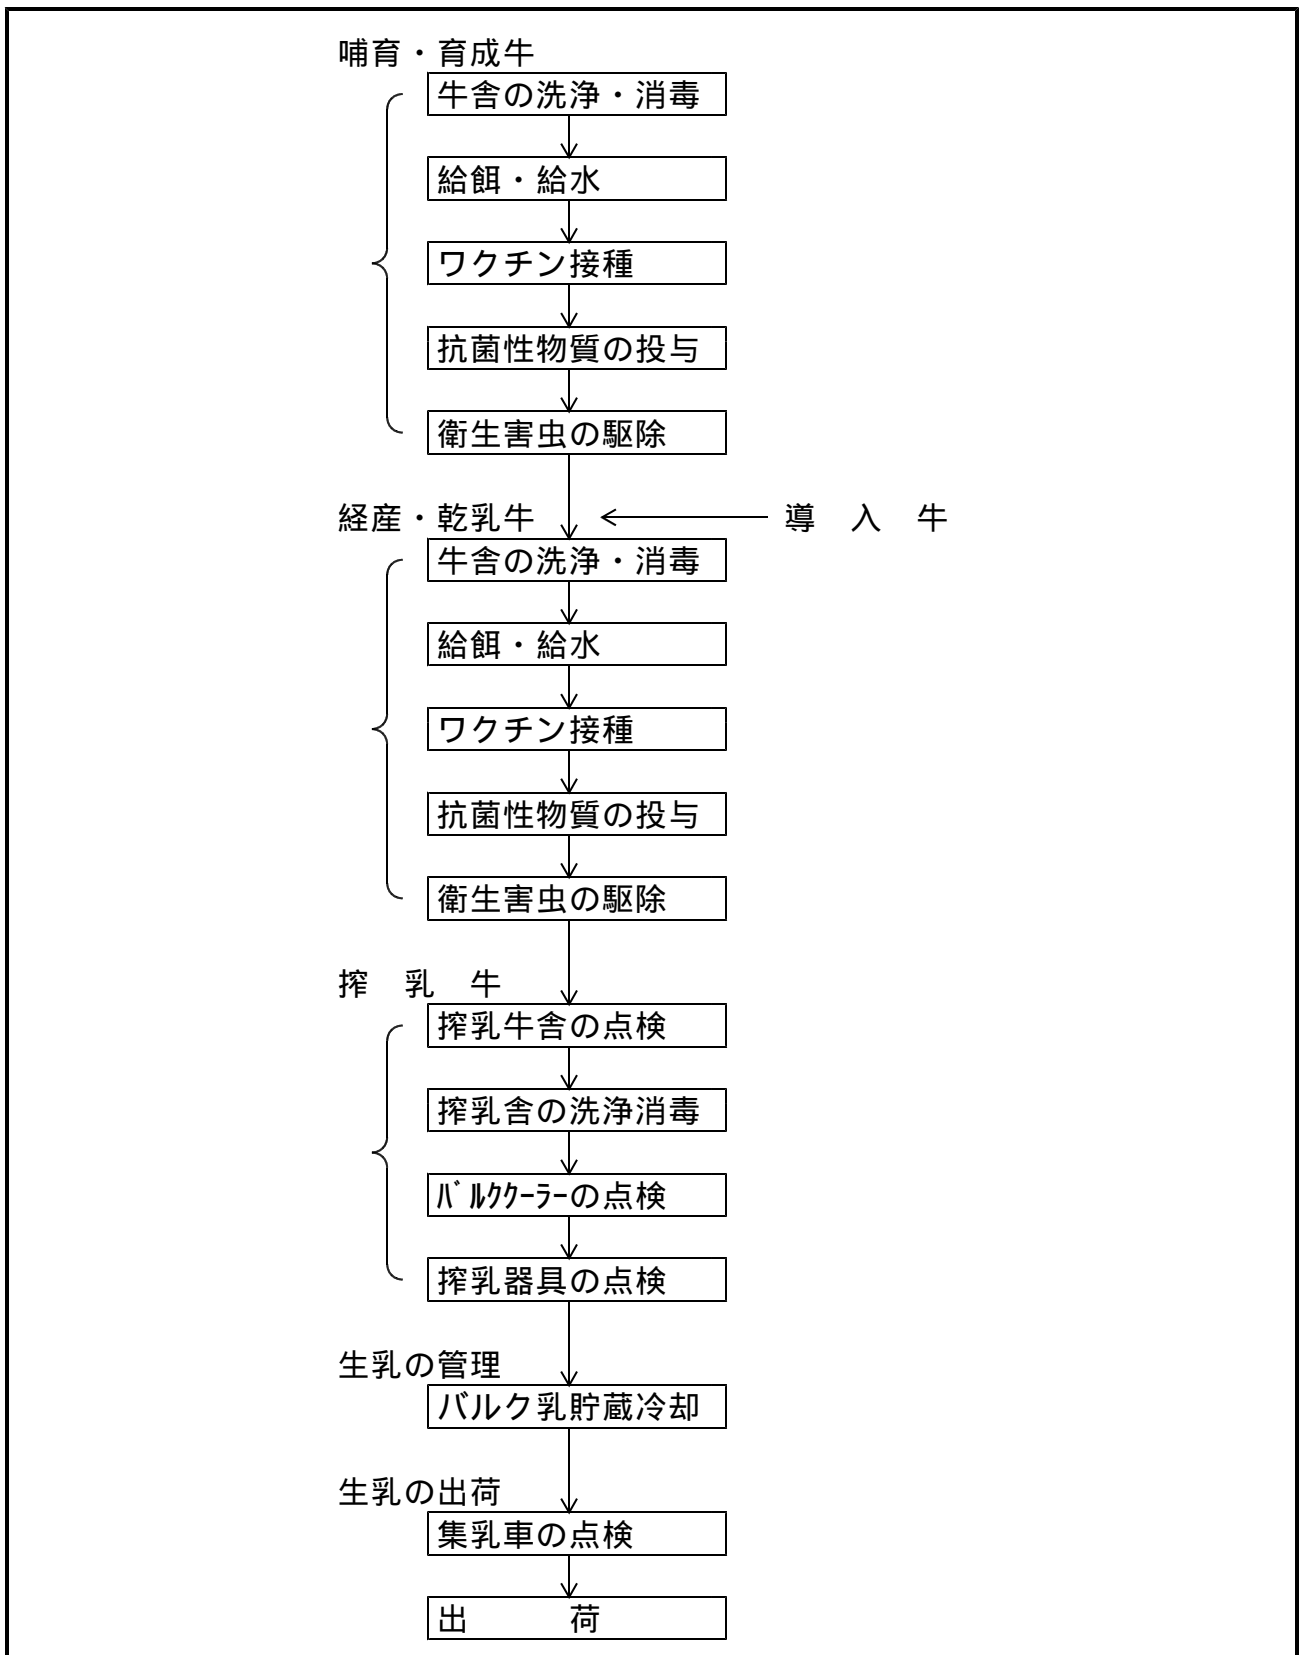 哺育・育成牛
牛舎の洗浄・消毒
給餌・給水
ワクチン接種
抗菌性物質の投与
衛生害虫の駆除
経産・乾乳牛
導　入　牛
牛舎の洗浄・消毒
給餌・給水
ワクチン接種
抗菌性物質の投与
衛生害虫の駆除
搾　乳　牛
搾乳牛舎の点検
搾乳舎の洗浄消毒
ﾊﾞﾙｸｸｰﾗｰの点検
搾乳器具の点検
生乳の管理
バルク乳貯蔵冷却
生乳の出荷
集乳車の点検
出　　　荷